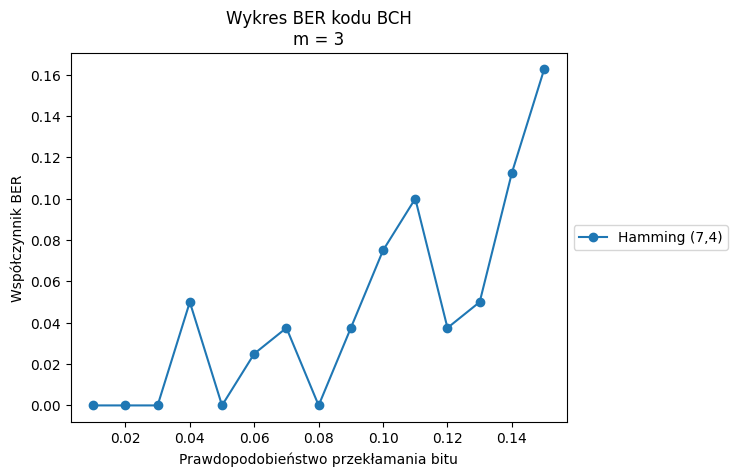 Wykres BER kodu BCH
m = 3
0.16
0.14
0.12
0.10
0.08
0.06
0.04
0.02
0.00
Współczynnik BER
Hamming (7,4)
0.02 0.04 0.06 0.08 0.10 0.12 0.14
Prawdopodobieństwo przekłamania bitu